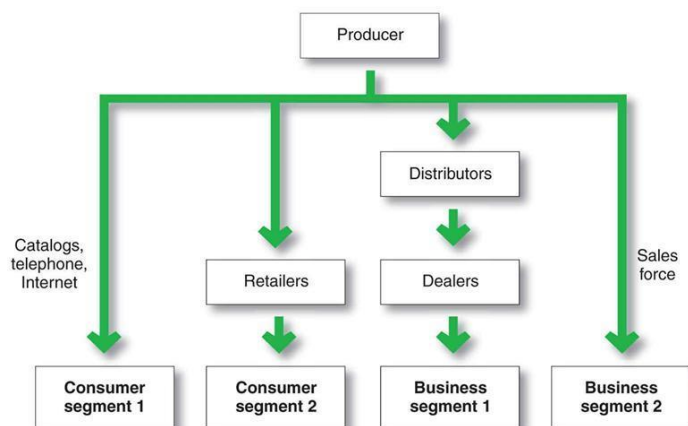 Producer
Distributors
Catalogs,
telephone,
Internet
Sales
force
Retailers
Dealers
Consumer
segment 1
Consumer
segment 2
Business
segment 1
Business
segment 2